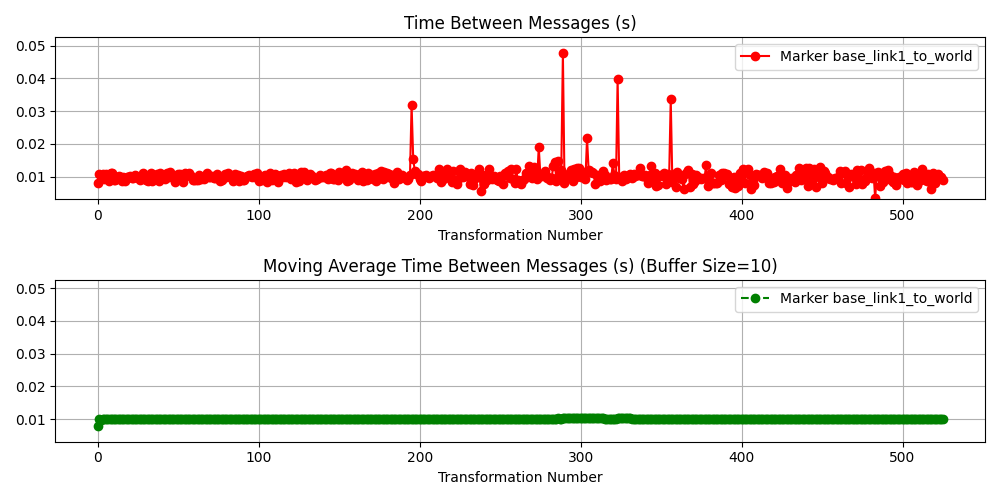 Time Between Messages (s)
0.05
0.04
0.03
0.02
0.01
Marker base_link1_to_world
0 100 200 300 400 500
Transformation Number
Moving Average Time Between Messages (s) (Buffer Size=10)
0.05
0.04
0.03
0.02
0.01
Marker base_link1_to_world
0 100 200 300 400 500
Transformation Number